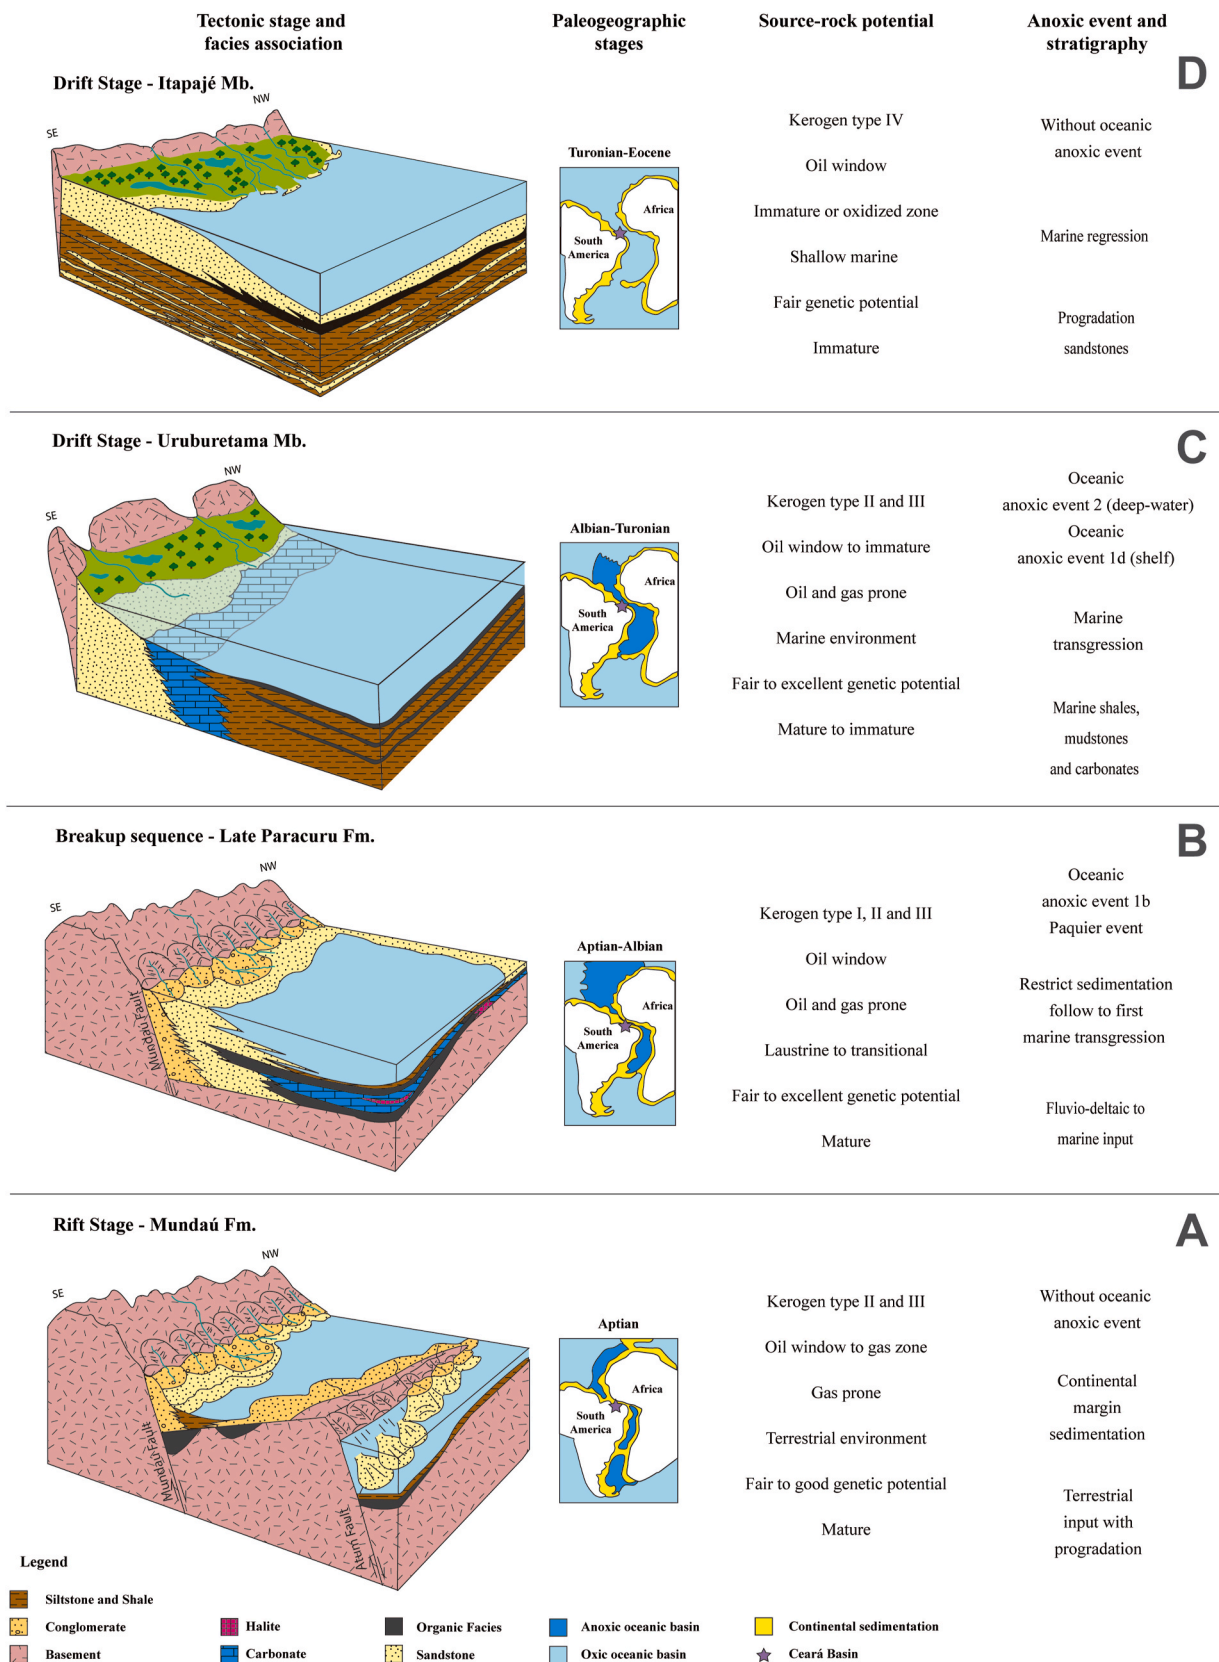 Tectonic stage and
facies association
Paleogeographic
stages
Source-rock potential
Anoxic event and
stratigraphy
D
Drift Stage - Itapajé Mb.
NW
SE
Turonian-Eocene
Africa
South
America
Kerogen type IV
Oil window
Immature or oxidized zone
Shallow marine
Fair genetic potential
Immature
Without oceanic
anoxic event
Marine regression
Progradation
sandstones
C
Drift Stage - Uruburetama Mb.
NW
SE
Albian-Turonian
Africa
South
America
Kerogen type II and III
Oil window to immature
Oil and gas prone
Marine environment
Fair to excellent genetic potential
Mature to immature
Oceanic
anoxic event 2 (deep-water)
Oceanic
anoxic event 1d (shelf)
Marine
transgression
Marine shales,
mudstones
and carbonates
B
Breakup sequence - Late Paracuru Fm.
NW
SE
Mundaú Fault
Aptian-Albian
Africa
South
America
Kerogen type I, II and III
Oil window
Oil and gas prone
Laustrine to transitional
Fair to excellent genetic potential
Mature
Oceanic
anoxic event 1b
Paquier event
Restrict sedimentation
follow to first
marine transgression
Fluvio-deltaic to
marine input
A
Rift Stage - Mundaú Fm.
NW
SE
Mundaú Fault
Atum Fault
Aptian
Africa
South
America
Kerogen type II and III
Oil window to gas zone
Gas prone
Terrestrial environment
Fair to good genetic potential
Mature
Without oceanic
anoxic event
Continental
margin
sedimentation
Terrestrial
input with
progradation
Legend
Siltstone and Shale
Conglomerate
Halite
Organic Facies
Anoxic oceanic basin
Continental sedimentation
Basement
Carbonate
Sandstone
Oxic oceanic basin
Ceará Basin